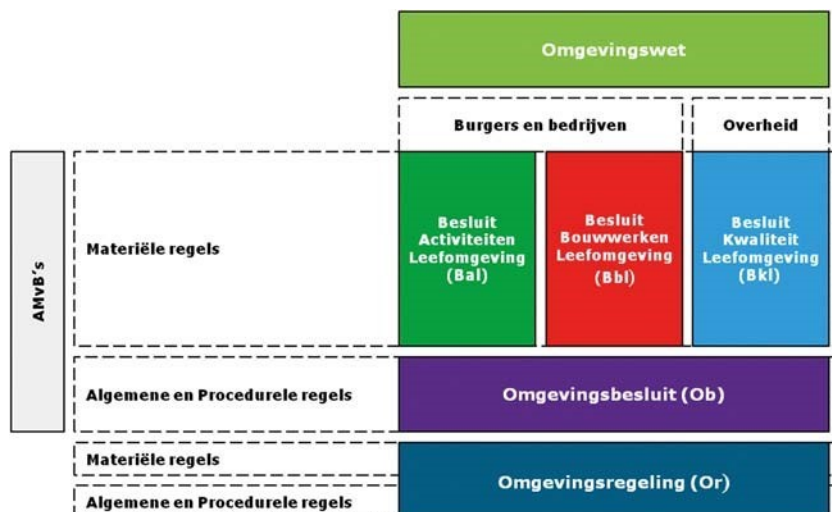 Omgevingswet
Burgers en bedrijven
Overheid
AMvB's
Materiële regels
Besluit
Activiteiten
Leefomgeving
(Bal)
Besluit
Bouwwerken
Leefomgeving
(Bbl)
Besluit
Kwaliteit
Leefomgeving
(Bkl)
Algemene en Procedurele regels
Omgevingsbesluit (Ob)
Materiële regels
Omgevingsregeling (Or)
Algemene en Procedurele regels